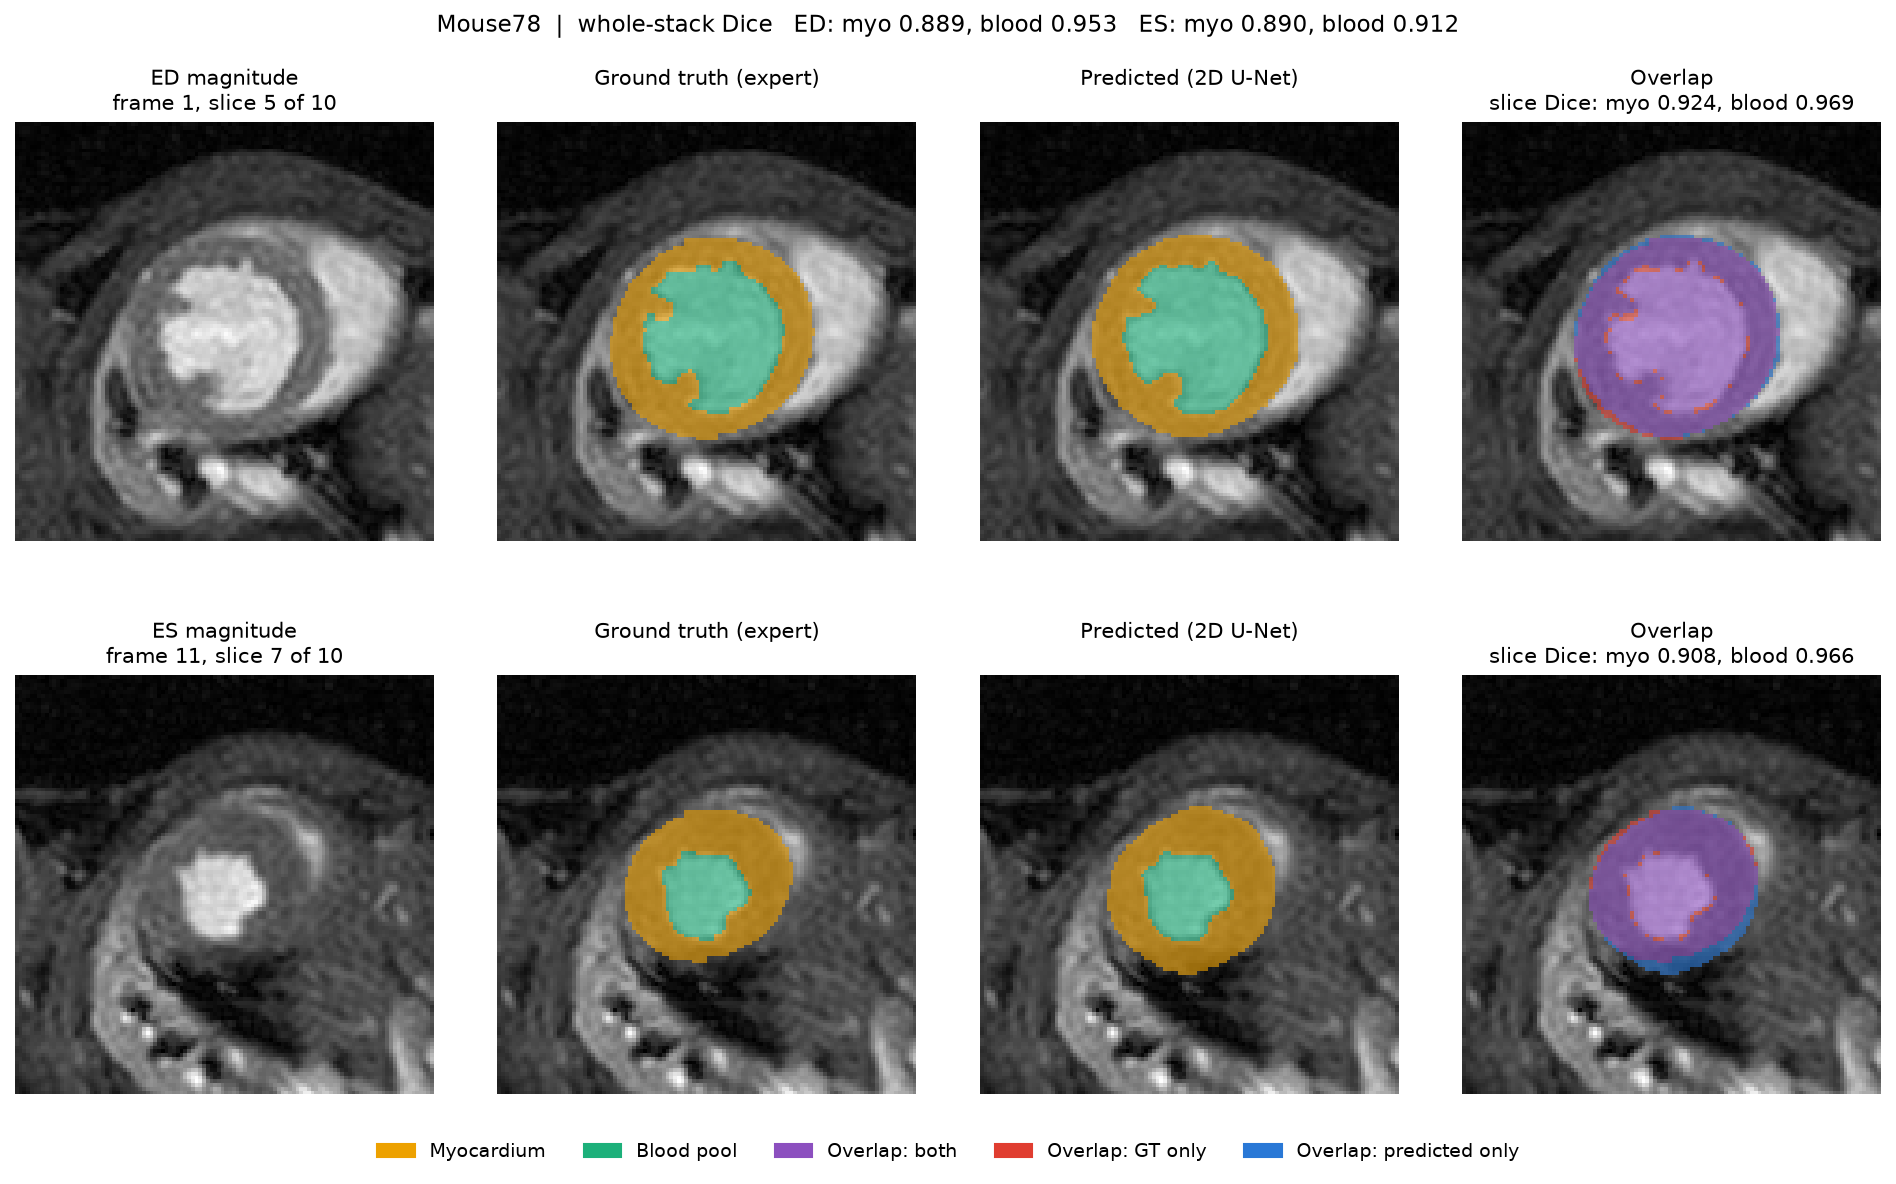 Mouse78 | whole-stack Dice ED: myo 0.889, blood 0.953 ES: myo 0.890, blood 0.912
ED magnitude
frame 1, slice 5 of 10
Ground truth (expert)
Predicted (2D U-Net)
Overlap
slice Dice: myo 0.924, blood 0.969
ES magnitude
frame 11, slice 7 of 10
Ground truth (expert)
Predicted (2D U-Net)
Overlap
slice Dice: myo 0.908, blood 0.966
Myocardium
Blood pool
Overlap: both
Overlap: GT only
Overlap: predicted only